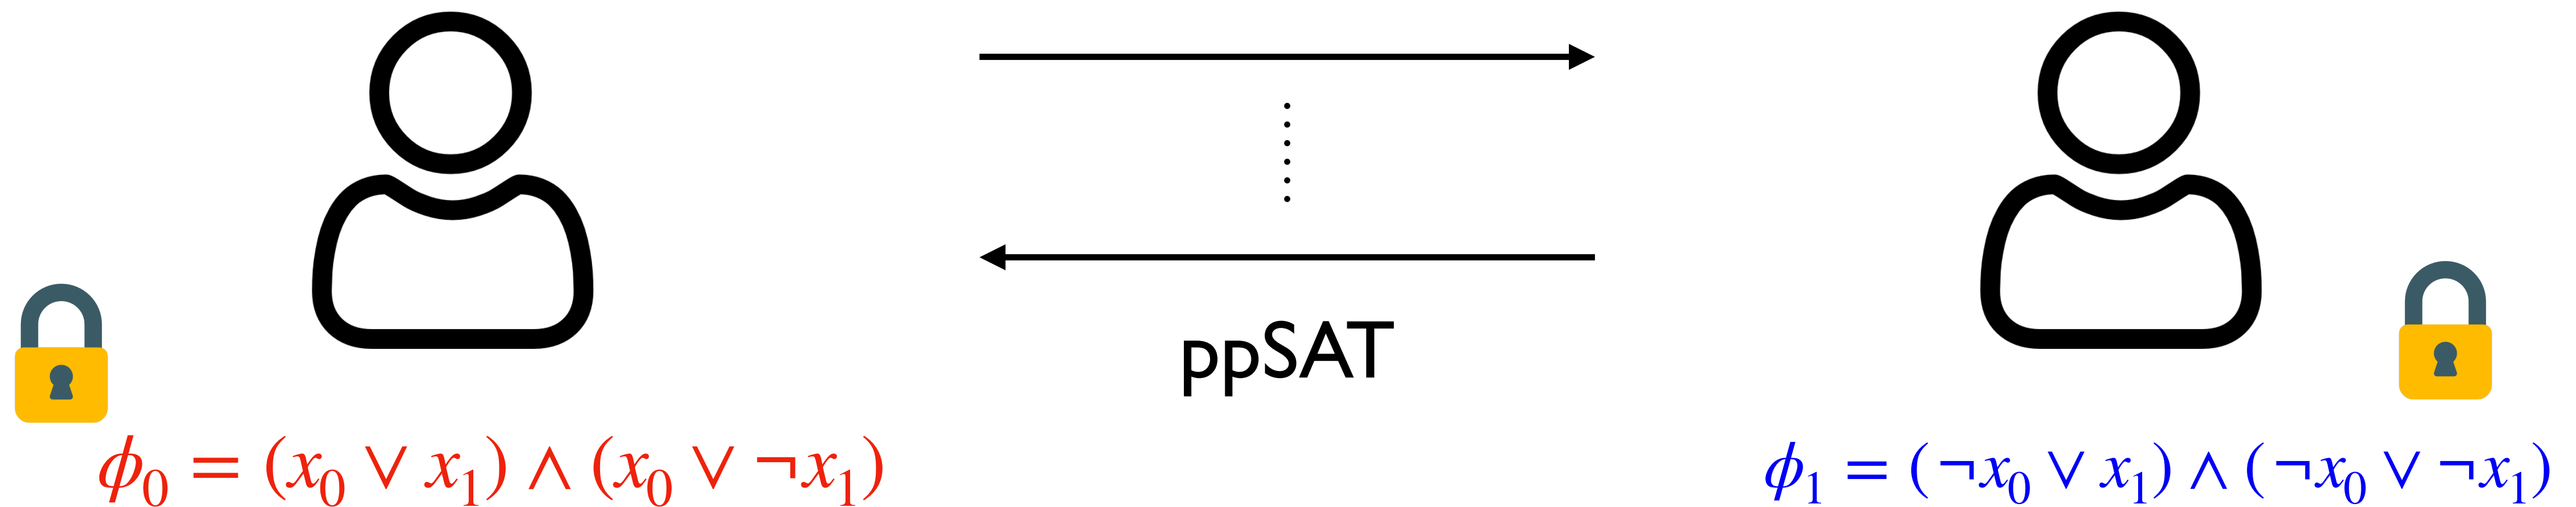 ppSAT
ϕ₀ = (x₀ ∨ x₁) ∧ (x₀ ∨ ¬x₁)
ϕ₁ = (¬x₀ ∨ x₁) ∧ (¬x₀ ∨ ¬x₁)